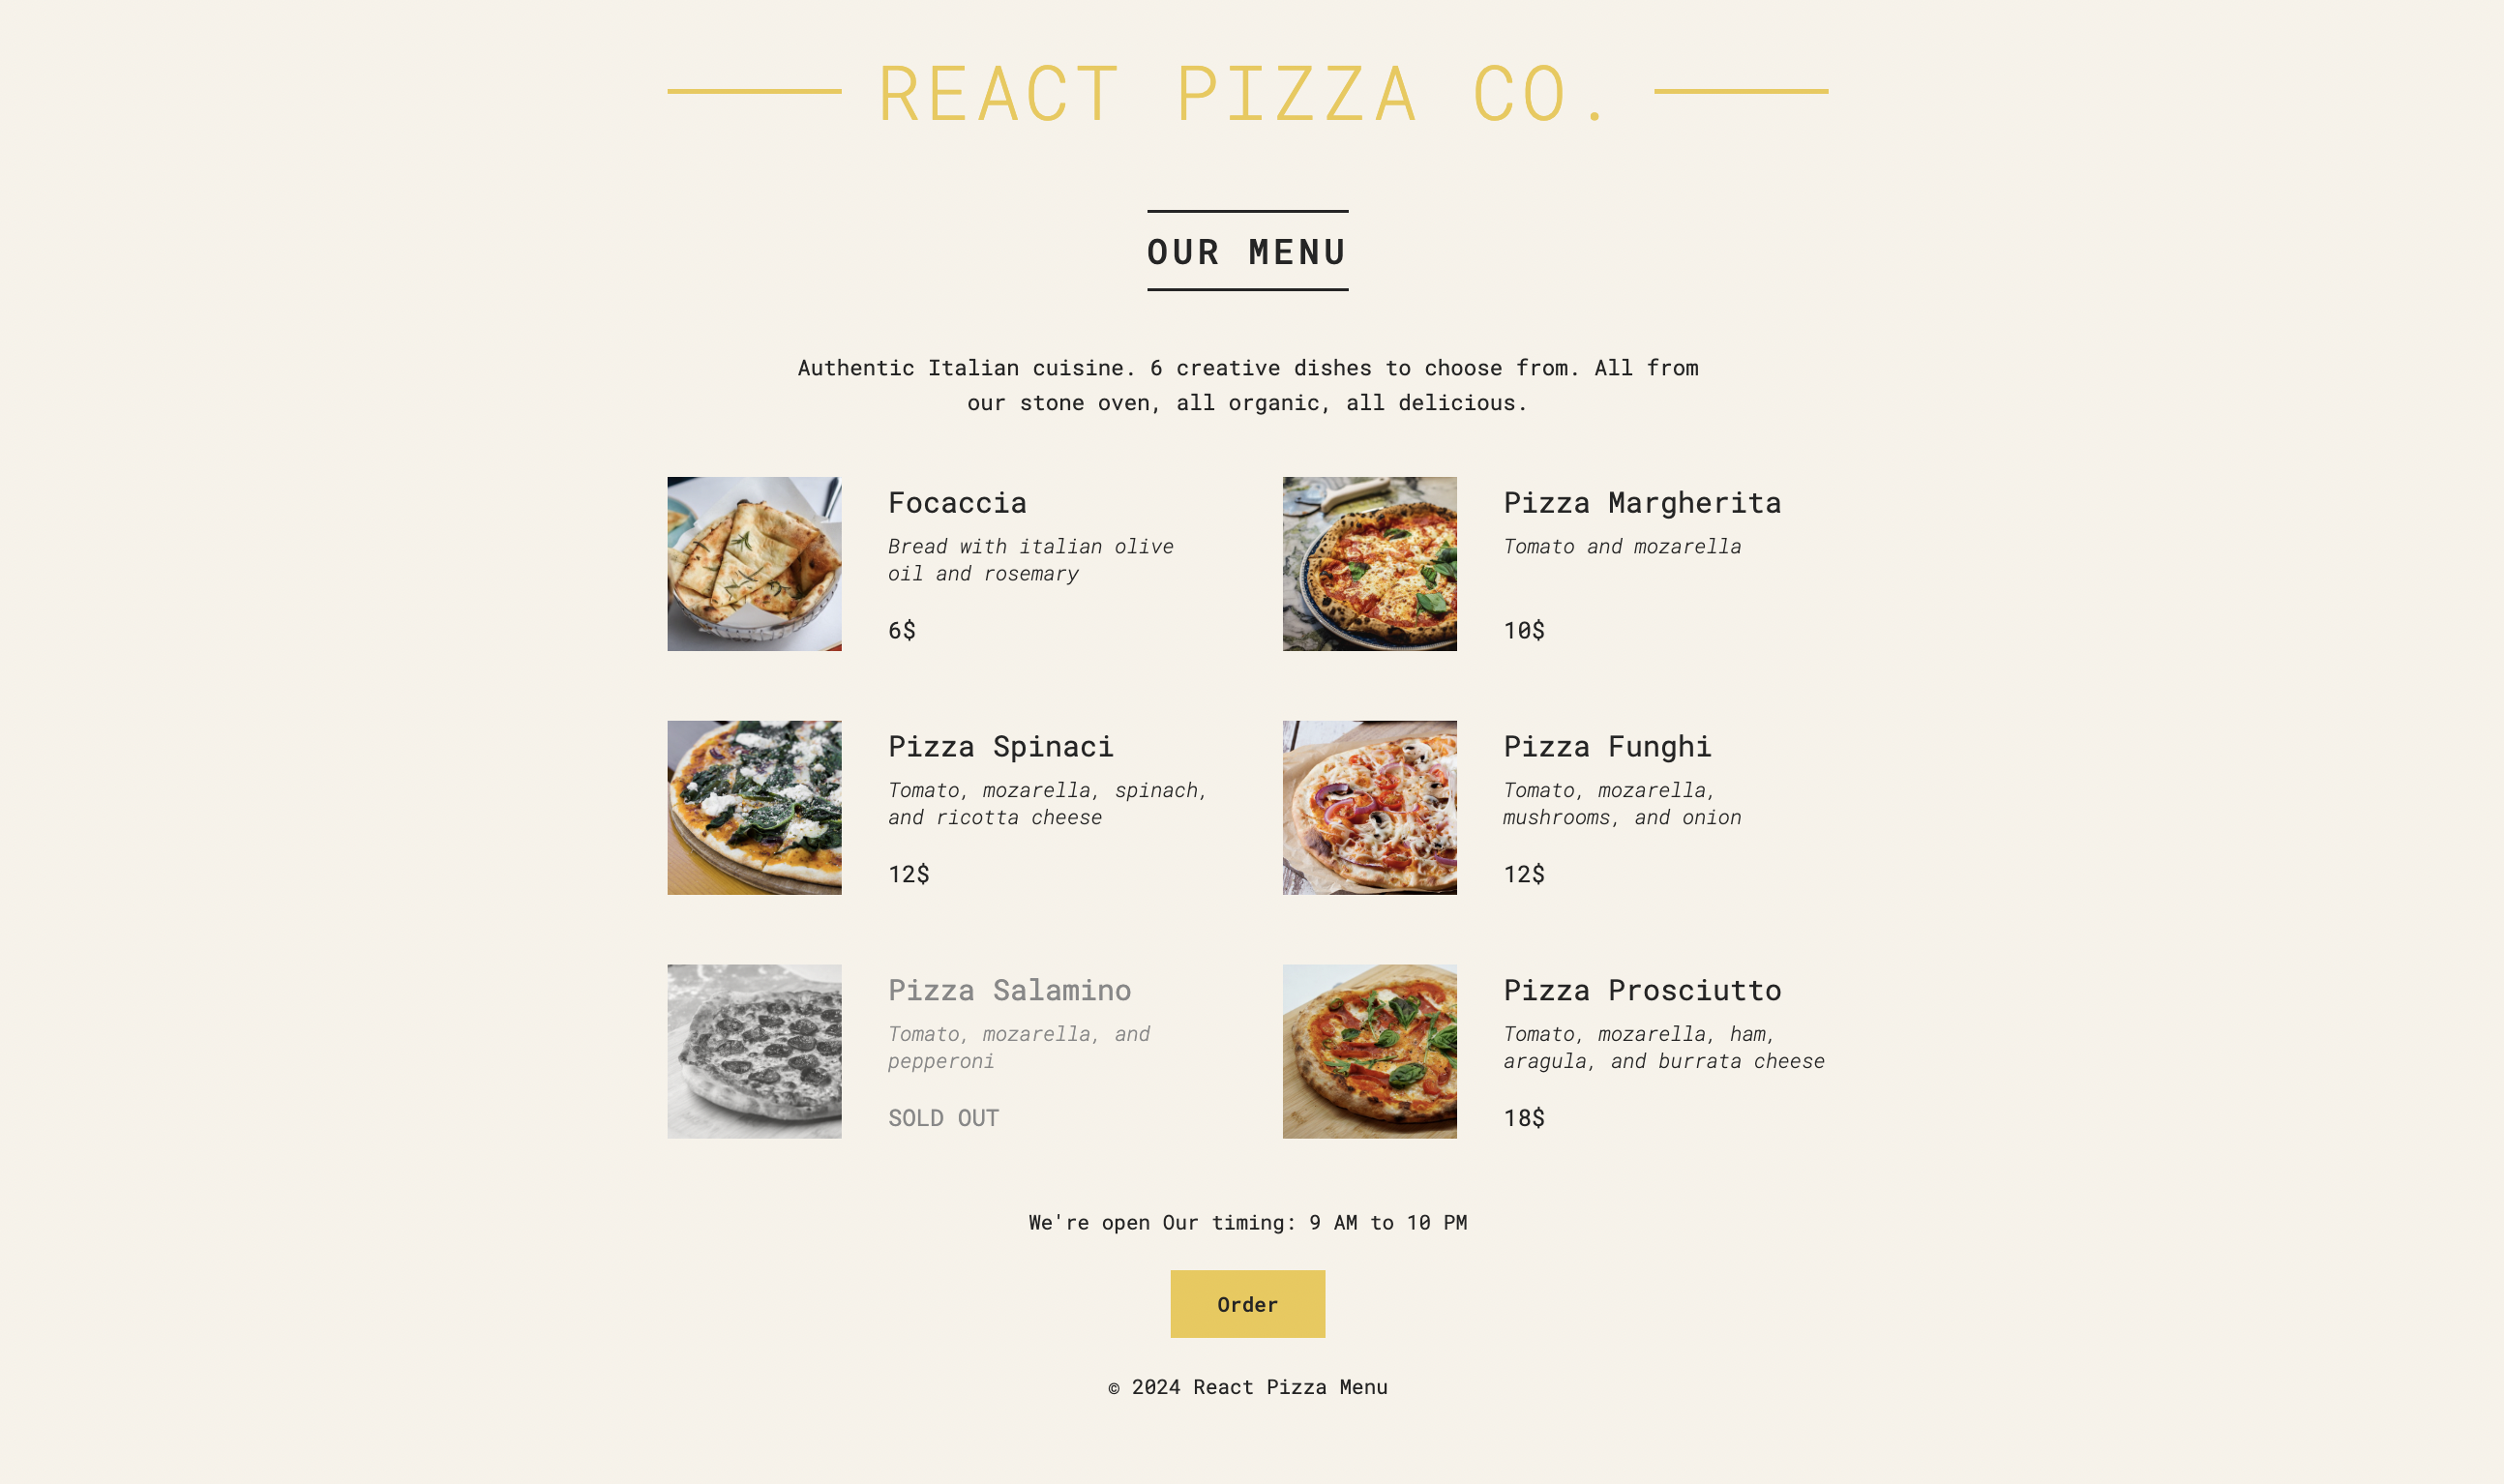 REACT PIZZA CO.
OUR MENU
Authentic Italian cuisine. 6 creative dishes to choose from. All from
our stone oven, all organic, all delicious.
Focaccia
Bread with italian olive
oil and rosemary
6$
Pizza Margherita
Tomato and mozarella
10$
Pizza Spinaci
Tomato, mozarella, spinach,
and ricotta cheese
12$
Pizza Funghi
Tomato, mozarella,
mushrooms, and onion
12$
Pizza Salamino
Tomato, mozarella, and
pepperoni
SOLD OUT
Pizza Prosciutto
Tomato, mozarella, ham,
aragula, and burrata cheese
18$
We're open Our timing: 9 AM to 10 PM
Order
© 2024 React Pizza Menu